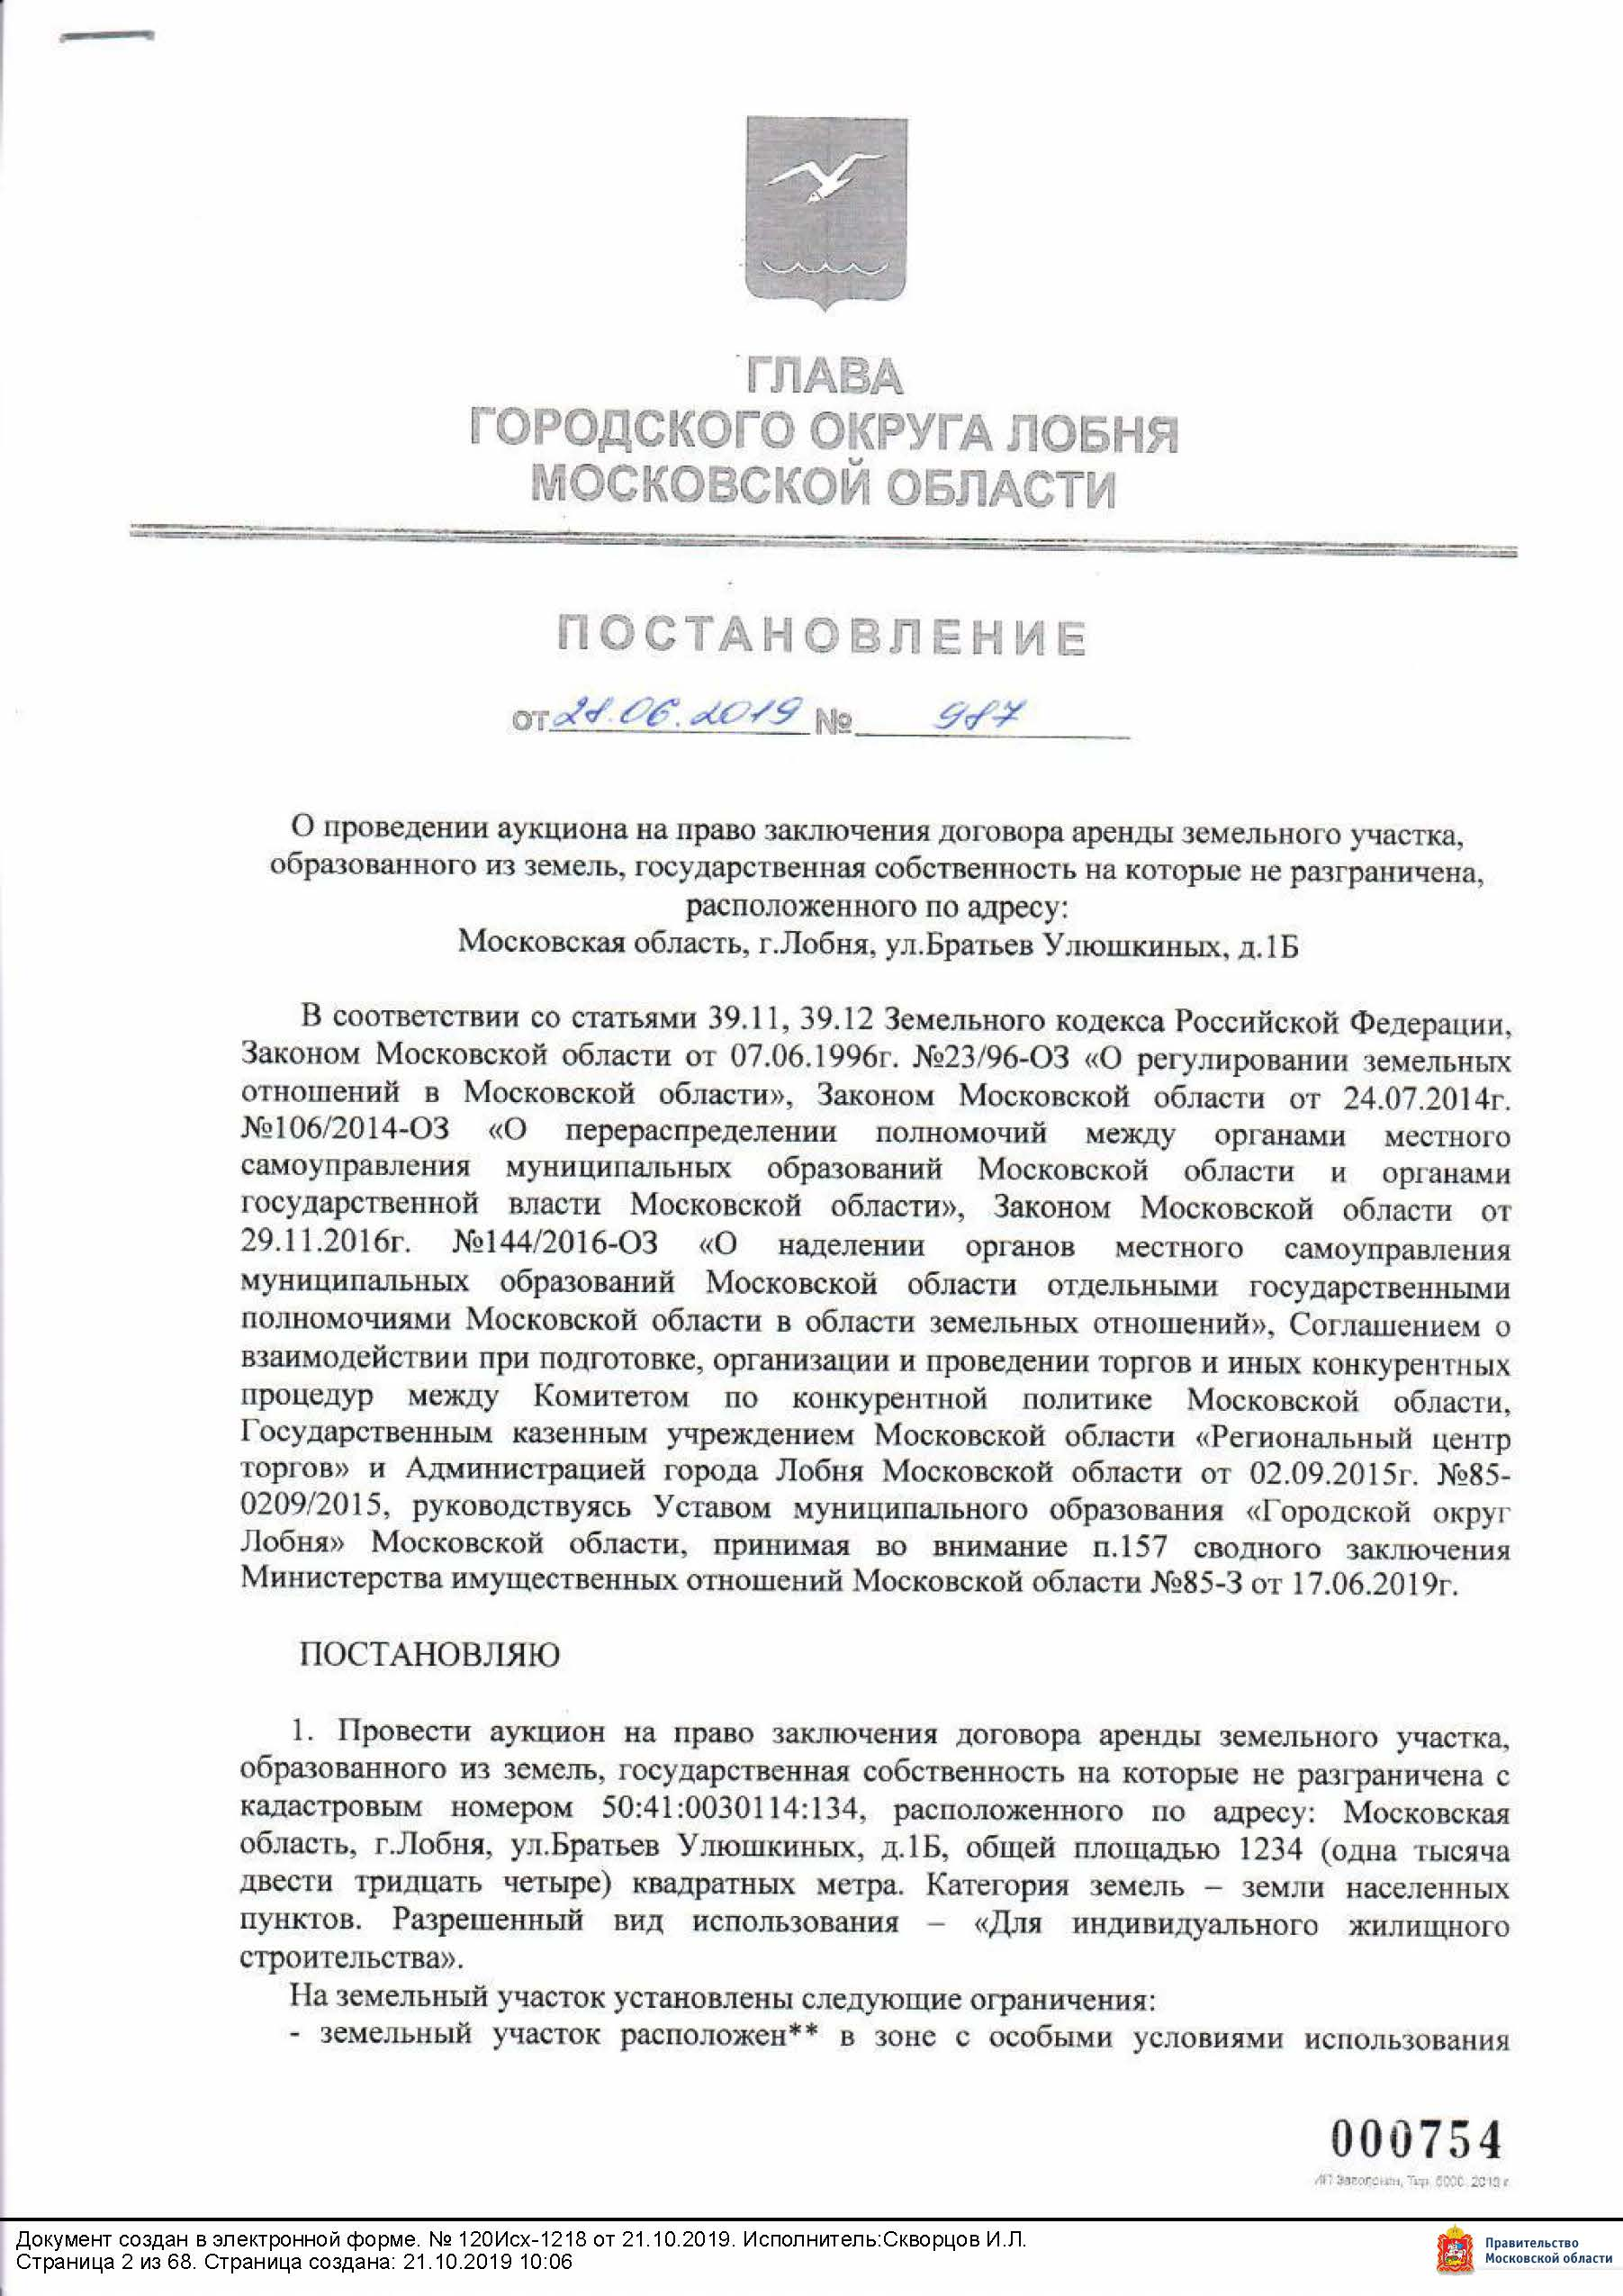 ГЛАВА
ГОРОДСКОГО ОКРУГА ЛОБНЯ
МОСКОВСКОЙ ОБЛАСТИ
ПОСТАНОВЛЕНИЕ
от 28.06.2019 № 987
О проведении аукциона на право заключения договора аренды земельного участка,
образованного из земель, государственная собственность на которые не разграничена,
расположенного по адресу:
Московская область, г.Лобня, ул.Братьев Улюшкиных, д.1Б
В соответствии со статьями 39.11, 39.12 Земельного кодекса Российской Федерации,
Законом Московской области от 07.06.1996г. №23/96-ОЗ «О регулировании земельных
отношений в Московской области», Законом Московской области от 24.07.2014г.
№106/2014-ОЗ «О перераспределении полномочий между органами местного
самоуправления муниципальных образований Московской области и органами
государственной власти Московской области», Законом Московской области от
29.11.2016г. №144/2016-ОЗ «О наделении органов местного самоуправления
муниципальных образований Московской области отдельными государственными
полномочиями Московской области в области земельных отношений», Соглашением о
взаимодействии при подготовке, организации и проведении торгов и иных конкурентных
процедур между Комитетом по конкурентной политике Московской области,
Государственным казенным учреждением Московской области «Региональный центр
торгов» и Администрацией города Лобня Московской области от 02.09.2015г. №85-
0209/2015, руководствуясь Уставом муниципального образования «Городской округ
Лобня» Московской области, принимая во внимание п.157 сводного заключения
Министерства имущественных отношений Московской области №85-З от 17.06.2019г.
ПОСТАНОВЛЯЮ
1. Провести аукцион на право заключения договора аренды земельного участка,
образованного из земель, государственная собственность на которые не разграничена с
кадастровым номером 50:41:0030114:134, расположенного по адресу: Московская
область, г.Лобня, ул.Братьев Улюшкиных, д.1Б, общей площадью 1234 (одна тысяча
двести тридцать четыре) квадратных метра. Категория земель – земли населенных
пунктов. Разрешенный вид использования – «Для индивидуального жилищного
строительства».
На земельный участок установлены следующие ограничения:
- земельный участок расположен** в зоне с особыми условиями использования
000754
Документ создан в электронной форме. № 120Исх-1218 от 21.10.2019. Исполнитель:Скворцов И.Л.
Страница 2 из 68. Страница создана: 21.10.2019 10:06
Правительство
Московской области